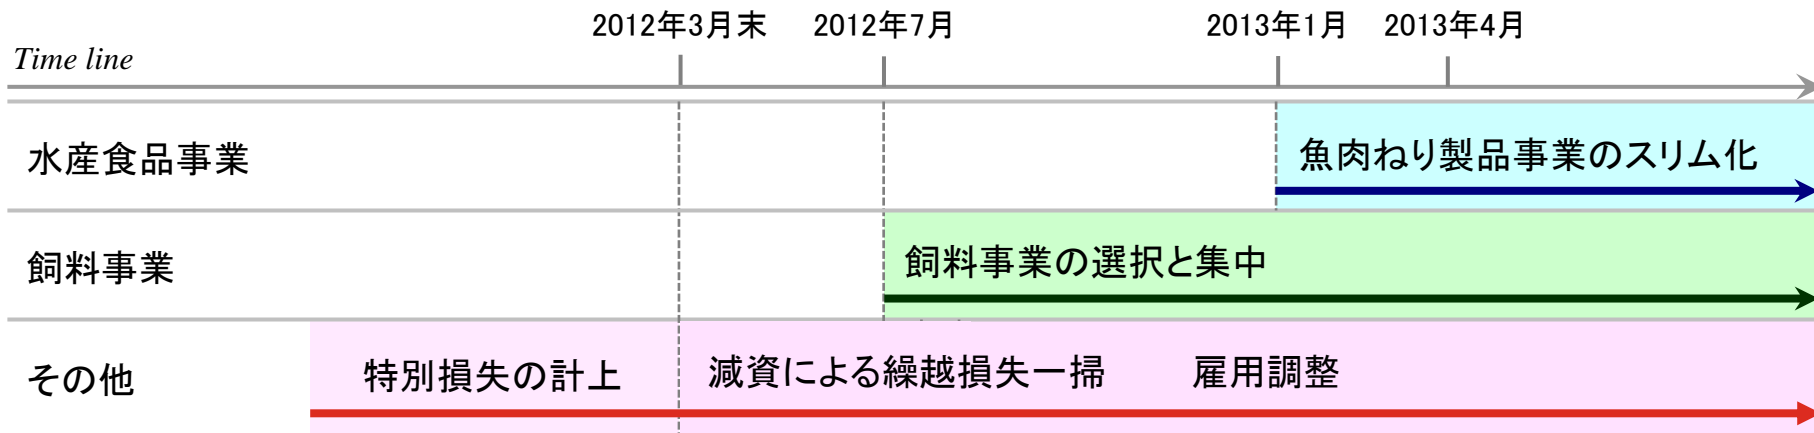 2012年3月末 2012年7月 2013年1月 2013年4月
Time line
水産食品事業 魚肉ねり製品事業のスリム化
飼料事業 飼料事業の選択と集中
その他 特別損失の計上 減資による繰越損失一掃 雇用調整